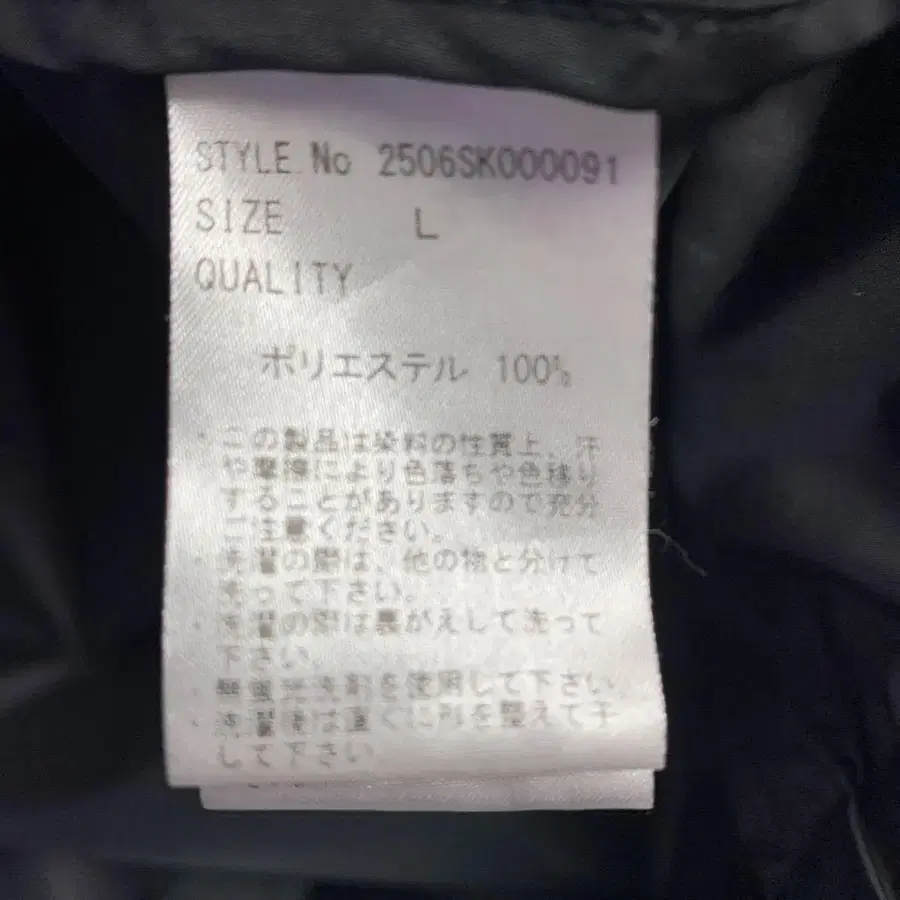 STYLE No 2506SK000091
SIZE L
QUALITY
ポリエステル 100%
・この製品は染料の性質上、汗
や摩擦により色落ちや色移り
することがありますので充分
ご注意ください。
・洗濯の際は、他の物と分けて
洗って下さい。
・洗濯の際は裏がえして洗って
下さい。
・無蛍光洗剤を使用して下さい
・洗濯後は直ぐに形を整えて干
して下さい